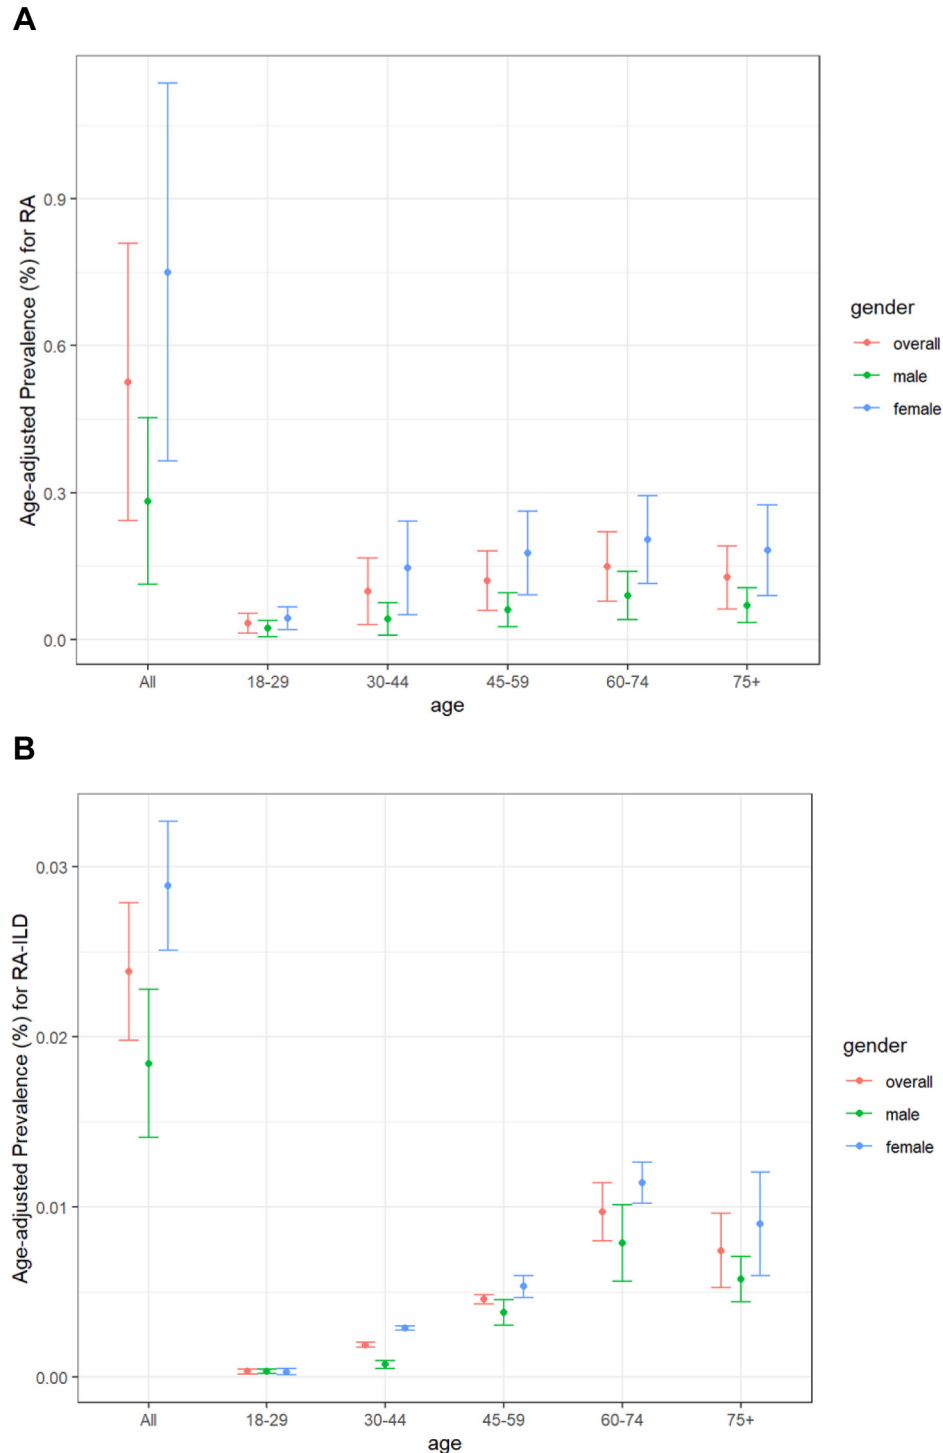 A
Age-adjusted Prevalence (%) for RA
0.9
0.6
0.3
0.0
All 18-29 30-44 45-59 60-74 75+
age
gender
overall
male
female
B
Age-adjusted Prevalence (%) for RA-ILD
0.03
0.02
0.01
0.00
All 18-29 30-44 45-59 60-74 75+
age
gender
overall
male
female